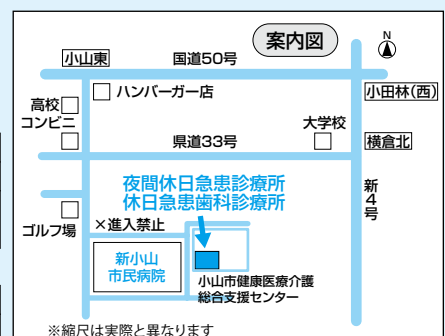 案内図
N
小山東
国道50号
ハンバーガー店
小田林(西)
高校
コンビニ
大学校
県道33号
横倉北
夜間休日急患診療所
休日急患歯科診療所
新4号
ゴルフ場
×進入禁止
新小山
市民病院
小山市健康医療介護
総合支援センター
※縮尺は実際と異なります